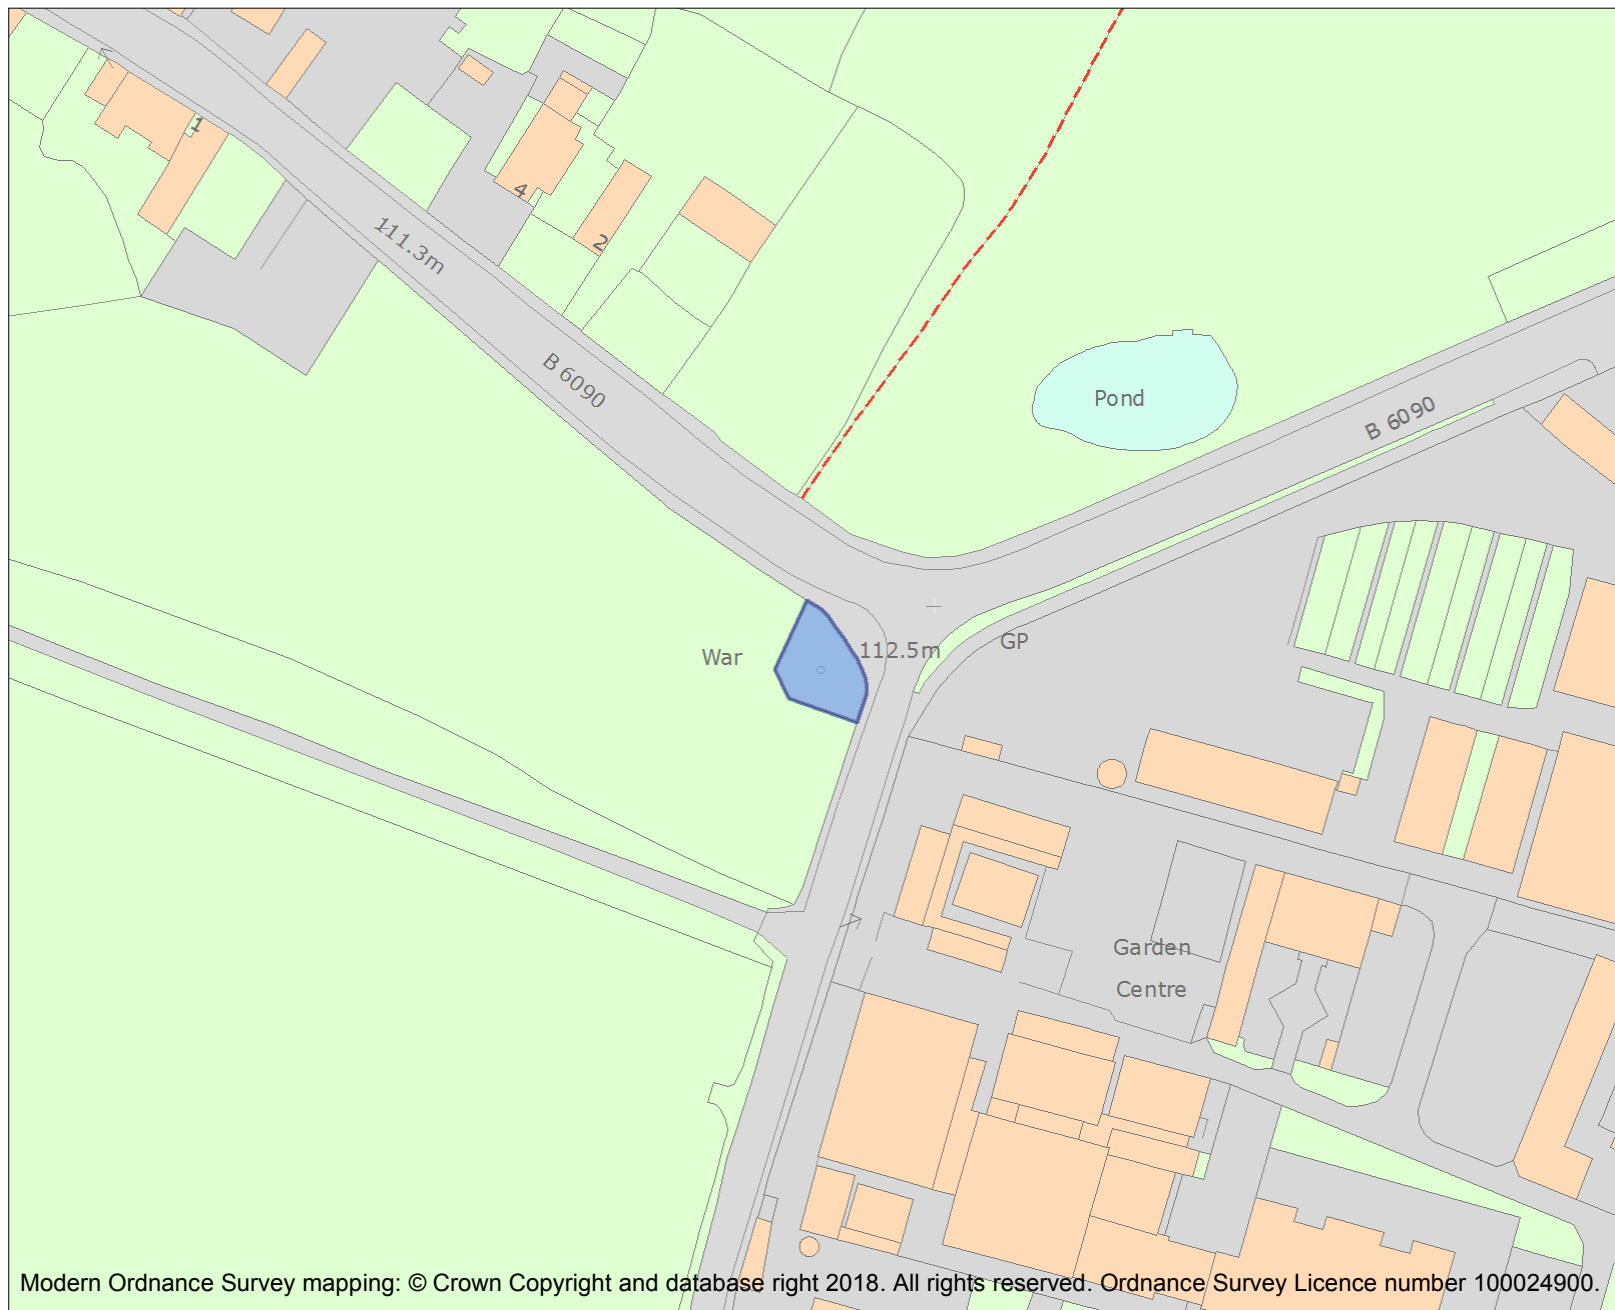 1
4
2
111.3m
B 6090
Pond
B 6090
War
112.5m
GP
Garden
Centre
Modern Ordnance Survey mapping: © Crown Copyright and database right 2018. All rights reserved. Ordnance Survey Licence number 100024900.